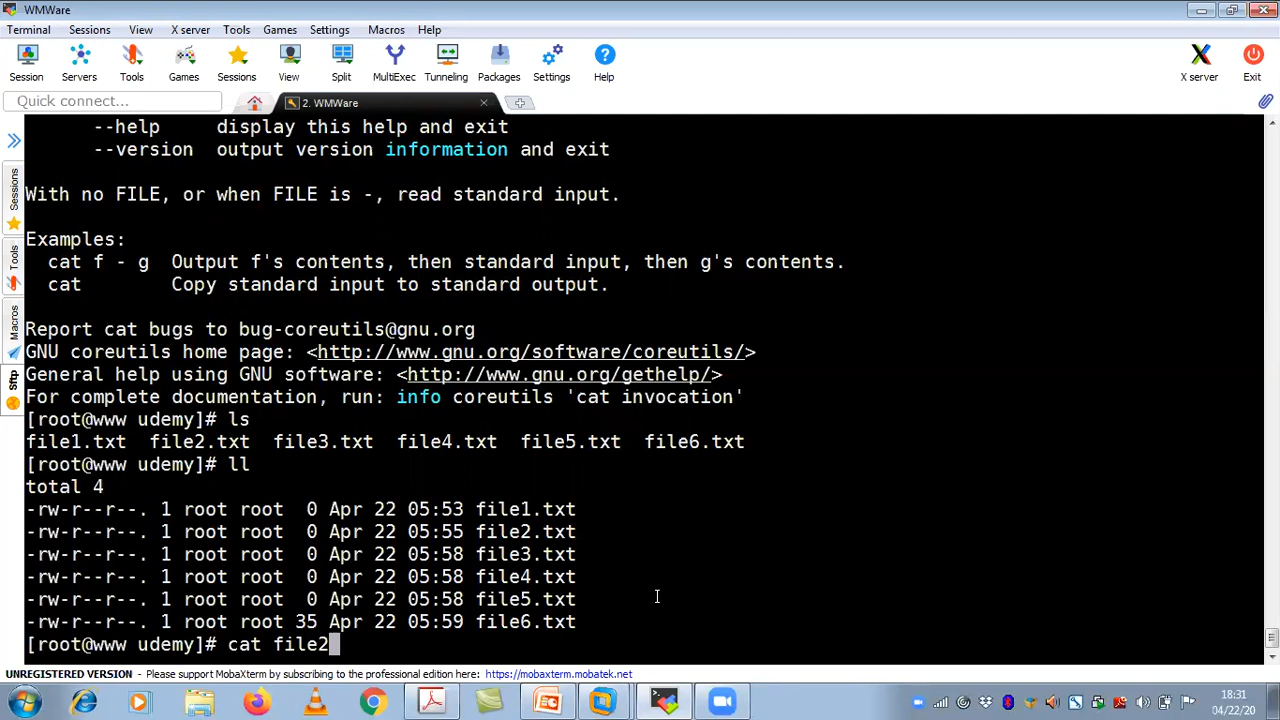 WMWare
Terminal Sessions View X server Tools Games Settings Macros Help
Session Servers Tools Games Sessions View Split MultiExec Tunneling Packages Settings Help X server Exit
Quick connect... 2. WMWare
Sessions
Tools
Macros
Sftp
--help display this help and exit
--version output version information and exit
With no FILE, or when FILE is -, read standard input.
Examples:
cat f - g Output f's contents, then standard input, then g's contents.
cat Copy standard input to standard output.
Report cat bugs to bug-coreutils@gnu.org
GNU coreutils home page: <http://www.gnu.org/software/coreutils/>
General help using GNU software: <http://www.gnu.org/gethelp/>
For complete documentation, run: info coreutils 'cat invocation'
[root@www udemy]# ls
file1.txt file2.txt file3.txt file4.txt file5.txt file6.txt
[root@www udemy]# ll
total 4
-rw-r--r--. 1 root root 0 Apr 22 05:53 file1.txt
-rw-r--r--. 1 root root 0 Apr 22 05:55 file2.txt
-rw-r--r--. 1 root root 0 Apr 22 05:58 file3.txt
-rw-r--r--. 1 root root 0 Apr 22 05:58 file4.txt
-rw-r--r--. 1 root root 0 Apr 22 05:58 file5.txt
-rw-r--r--. 1 root root 35 Apr 22 05:59 file6.txt
[root@www udemy]# cat file2
UNREGISTERED VERSION - Please support MobaXterm by subscribing to the professional edition here: https://mobaxterm.mobatek.net
18:31
04/22/20